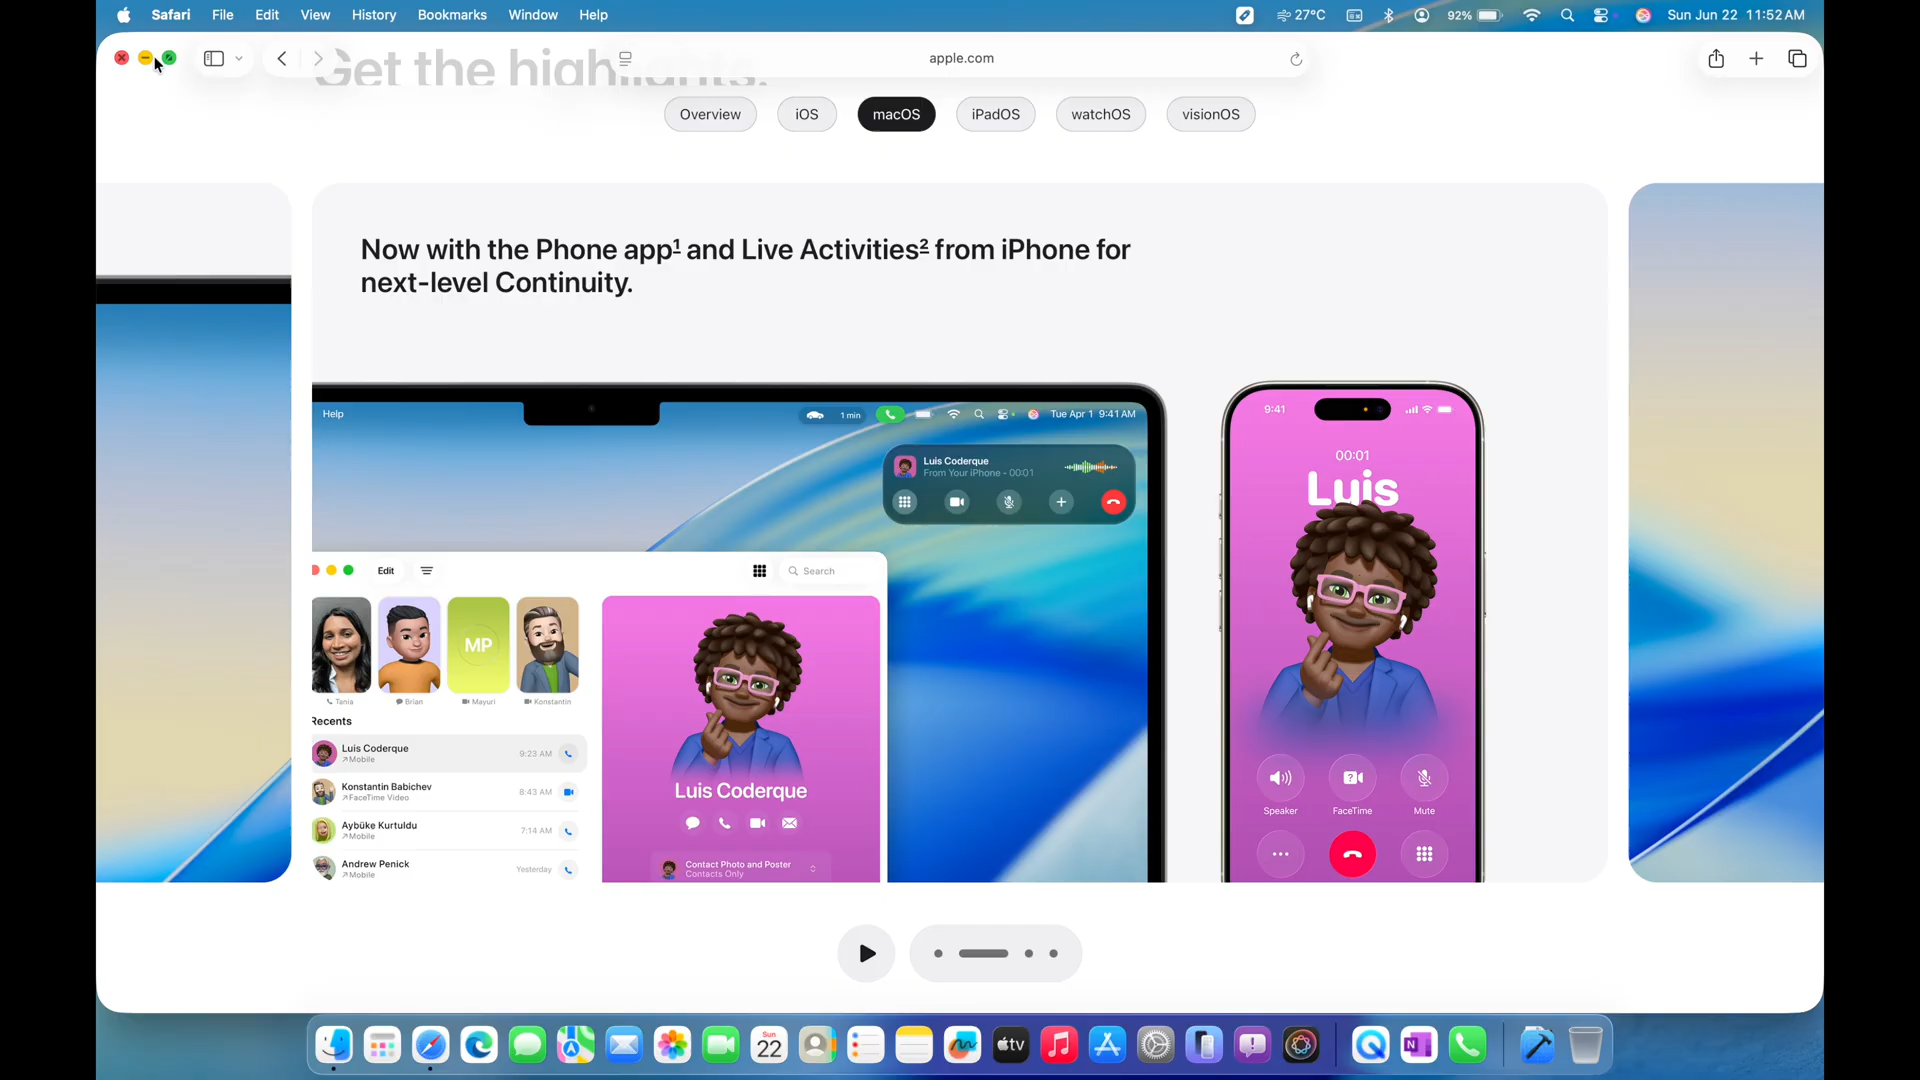 Safari File Edit View History Bookmarks Window Help
27°C 92% Sun Jun 22 11:52 AM
Get the highlights.
apple.com
Overview iOS macOS iPadOS watchOS visionOS
Now with the Phone app¹ and Live Activities² from iPhone for
next-level Continuity.
Help
1 min
Tue Apr 1 9:41 AM
Luis Coderque
From Your iPhone - 00:01
Edit
Search
MP
Tania Brian Mayuri Konstantin
Recents
Luis Coderque
Mobile
9:23 AM
Konstantin Babichev
FaceTime Video
8:43 AM
Aybüke Kurtuldu
Mobile
7:14 AM
Andrew Penick
Mobile
Yesterday
Luis Coderque
Contact Photo and Poster
Contacts Only
9:41
00:01
Luis
Speaker FaceTime Mute
Sun
22
tv
N